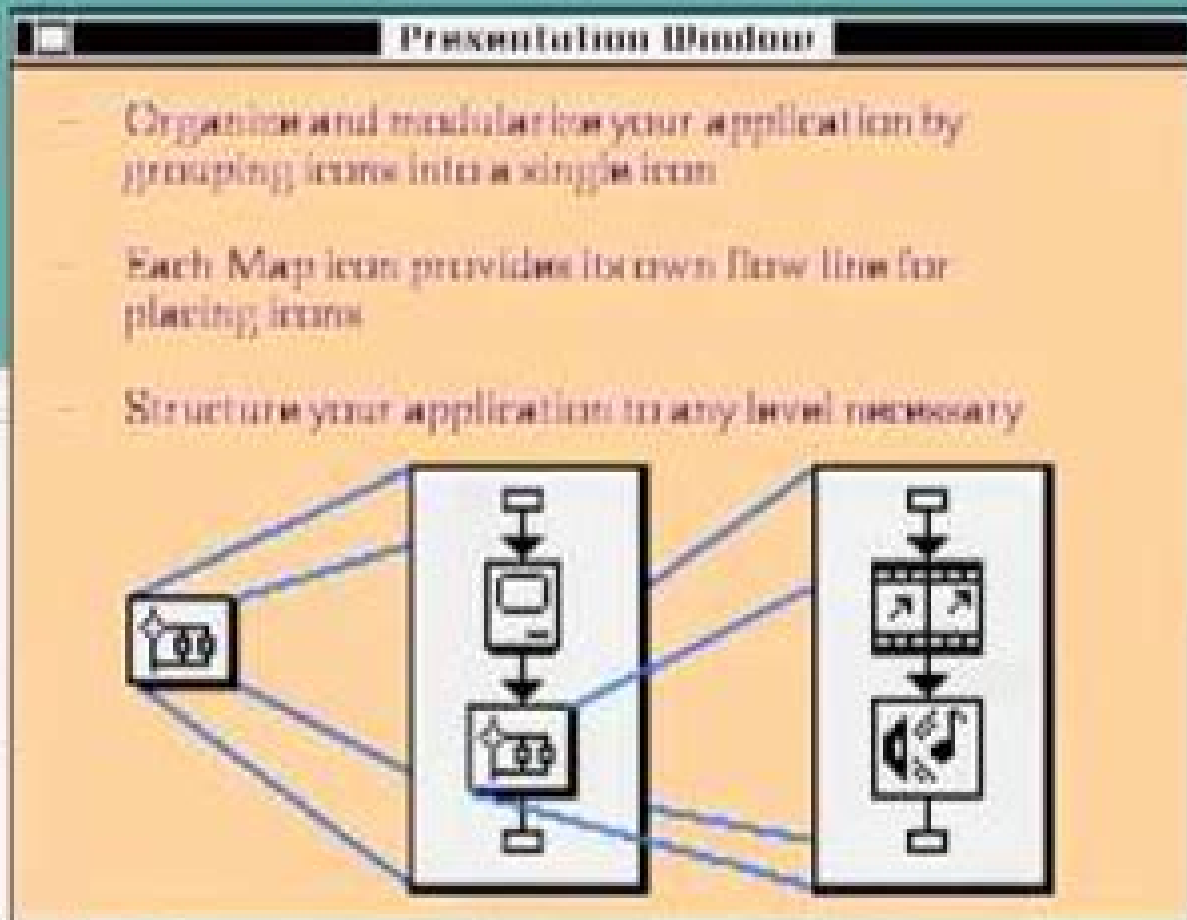 Presentation Window
– Organize and modularize your application by
grouping icons into a single icon
– Each Map icon provides its own flow line for
placing icons
– Structure your application to any level necessary